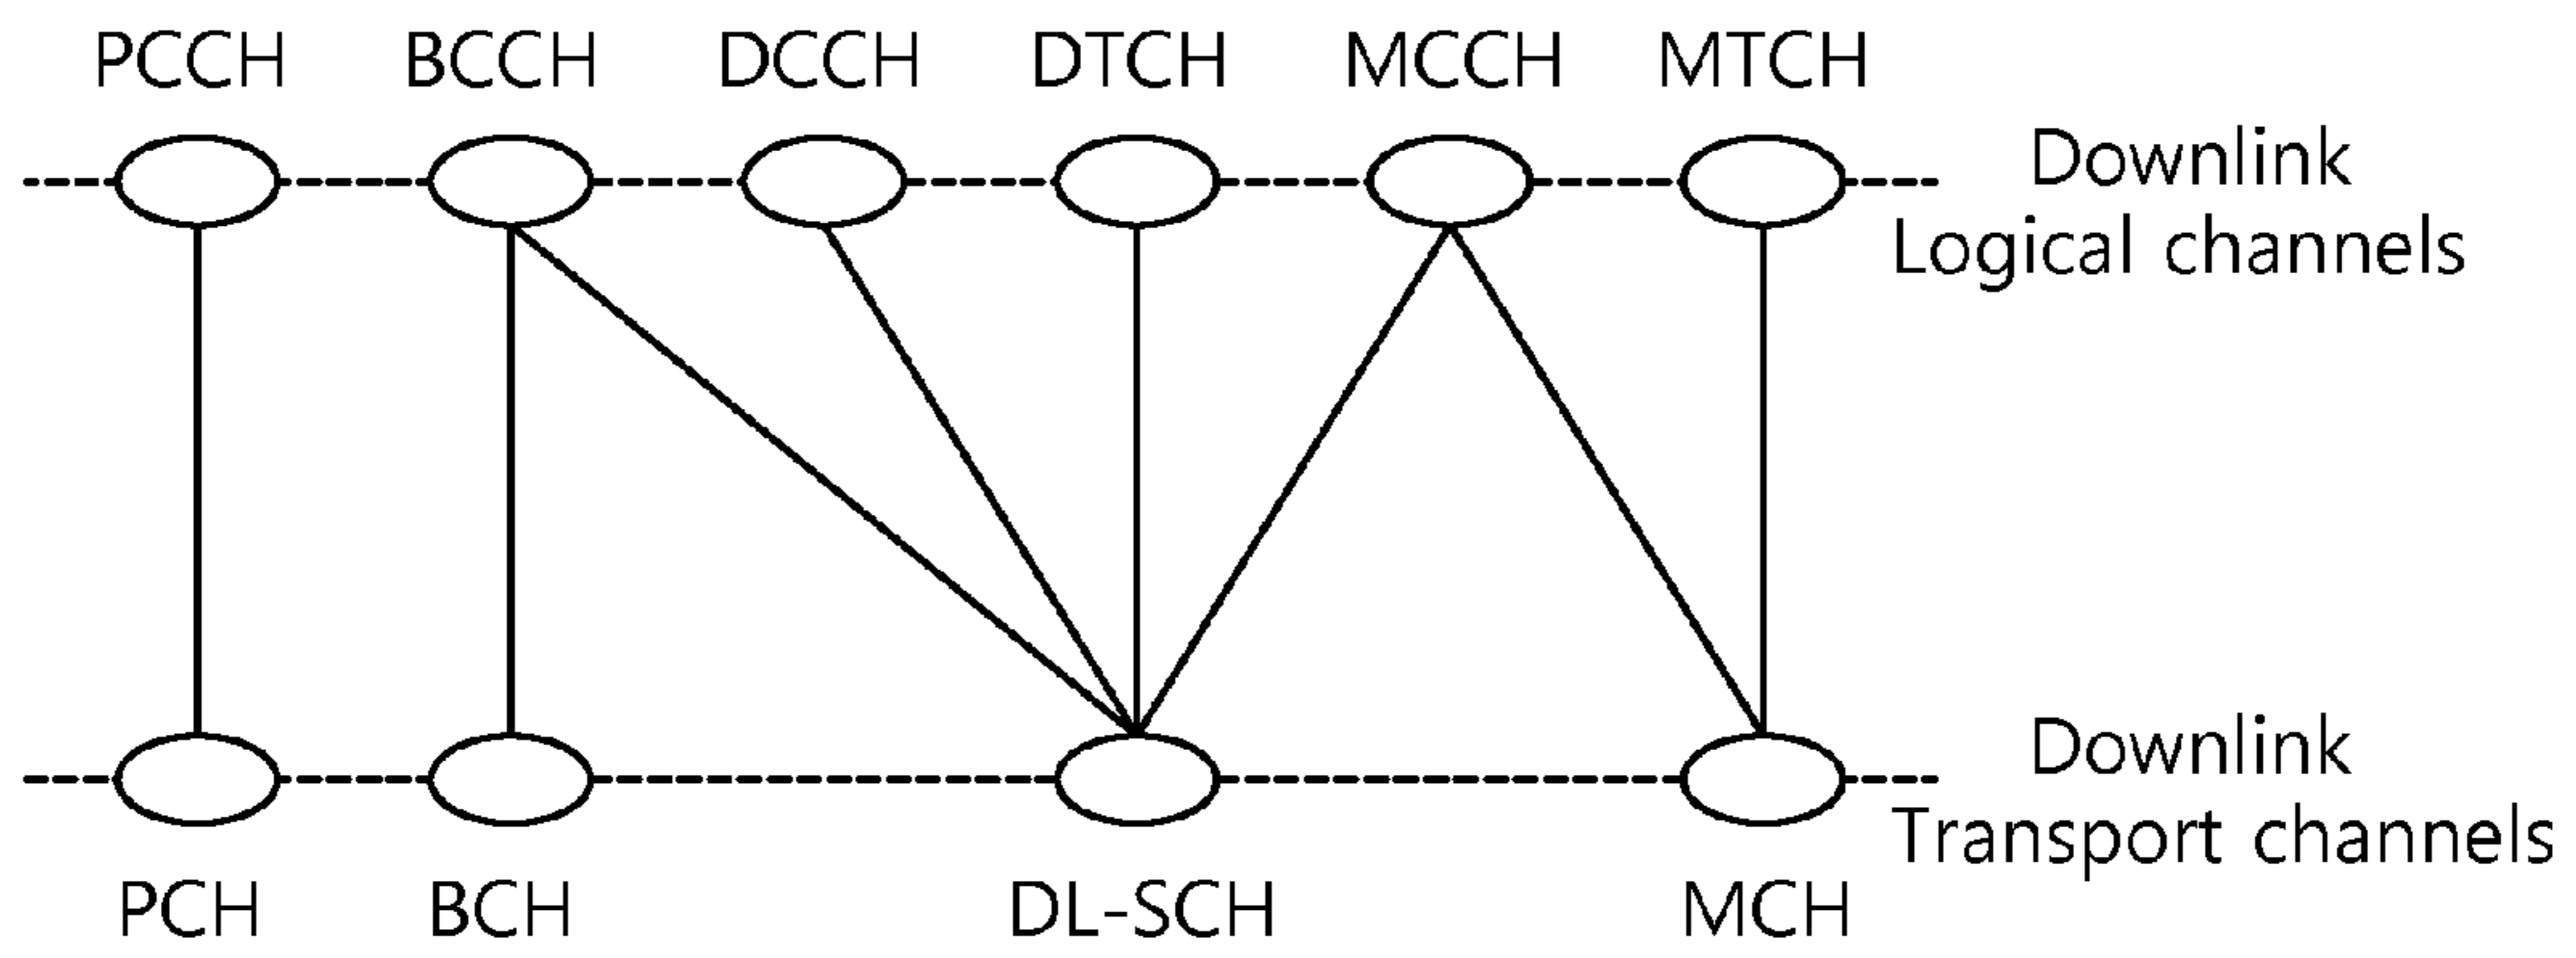 PCCH BCCH DCCH DTCH MCCH MTCH
Downlink
Logical channels
Downlink
Transport channels
PCH BCH DL-SCH MCH